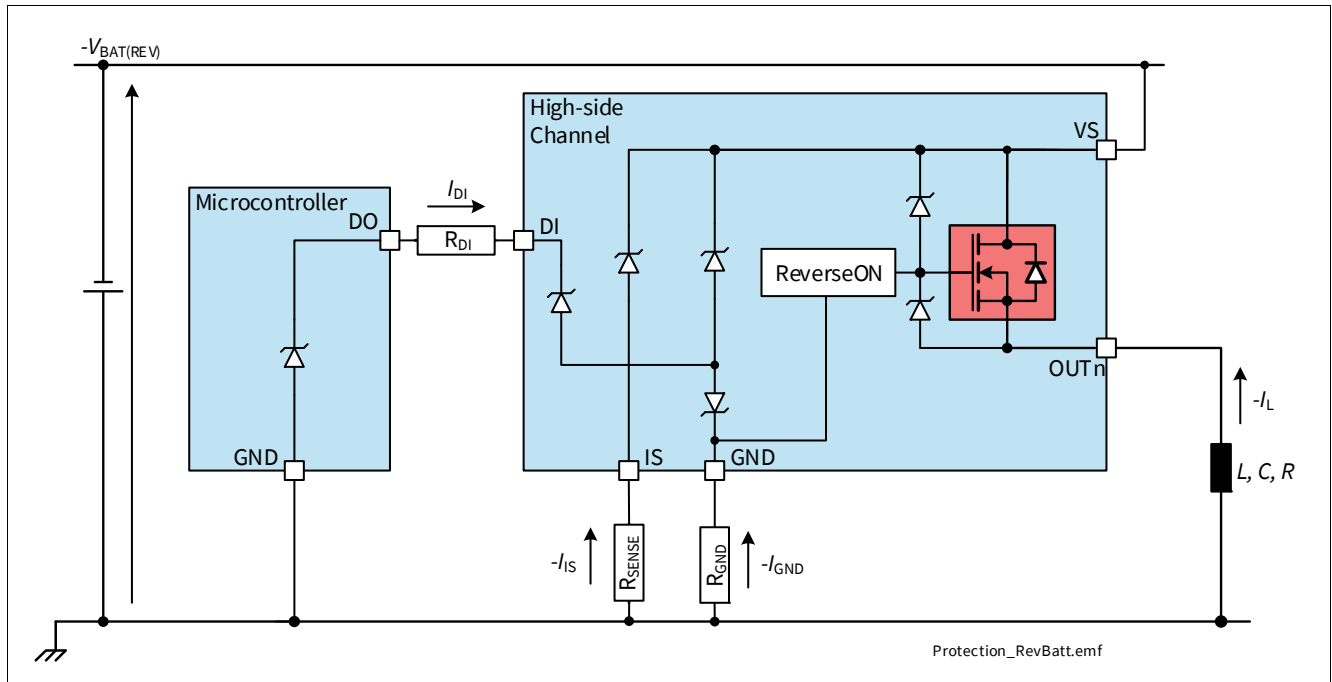 -VBAT(REV)
High-side
Channel
VS
Microcontroller
DO
IDI
RDI
DI
ReverseON
OUTn
-IL
GND
IS
GND
L, C, R
-IIS
RSENSE
RGND
-IGND
Protection_RevBatt.emf